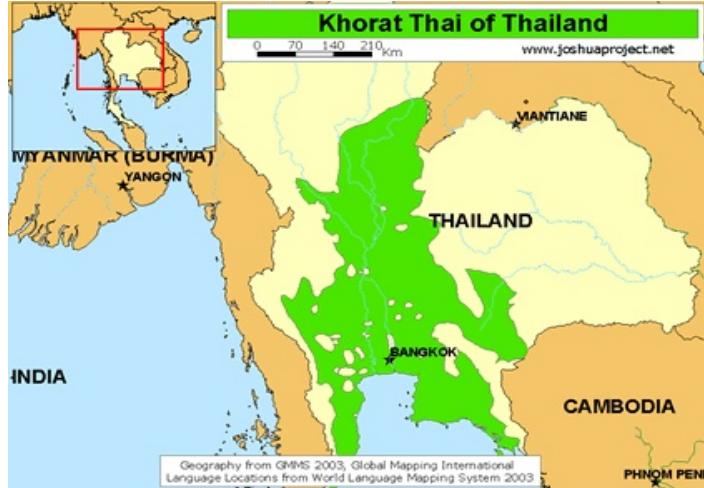 Khorat Thai of Thailand
0 70 140 210
Km
www.joshuaproject.net
VIANTIANE
MYANMAR (BURMA)
YANGON
THAILAND
BANGKOK
INDIA
CAMBODIA
PHNOM PEN
Geography from GMMS 2003, Global Mapping International
Language Locations from World Language Mapping System 2003